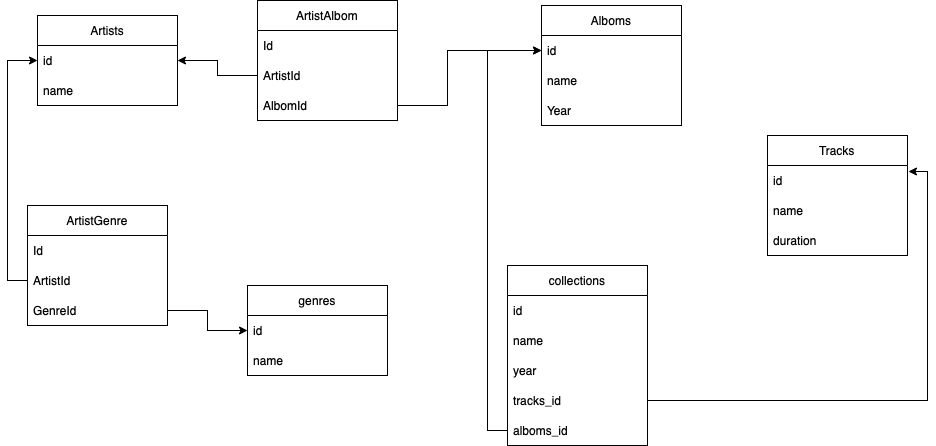 Artists
id
name
ArtistAlbom
Id
ArtistId
AlbomId
Alboms
id
name
Year
Tracks
id
name
duration
ArtistGenre
Id
ArtistId
GenreId
genres
id
name
collections
id
name
year
tracks_id
alboms_id